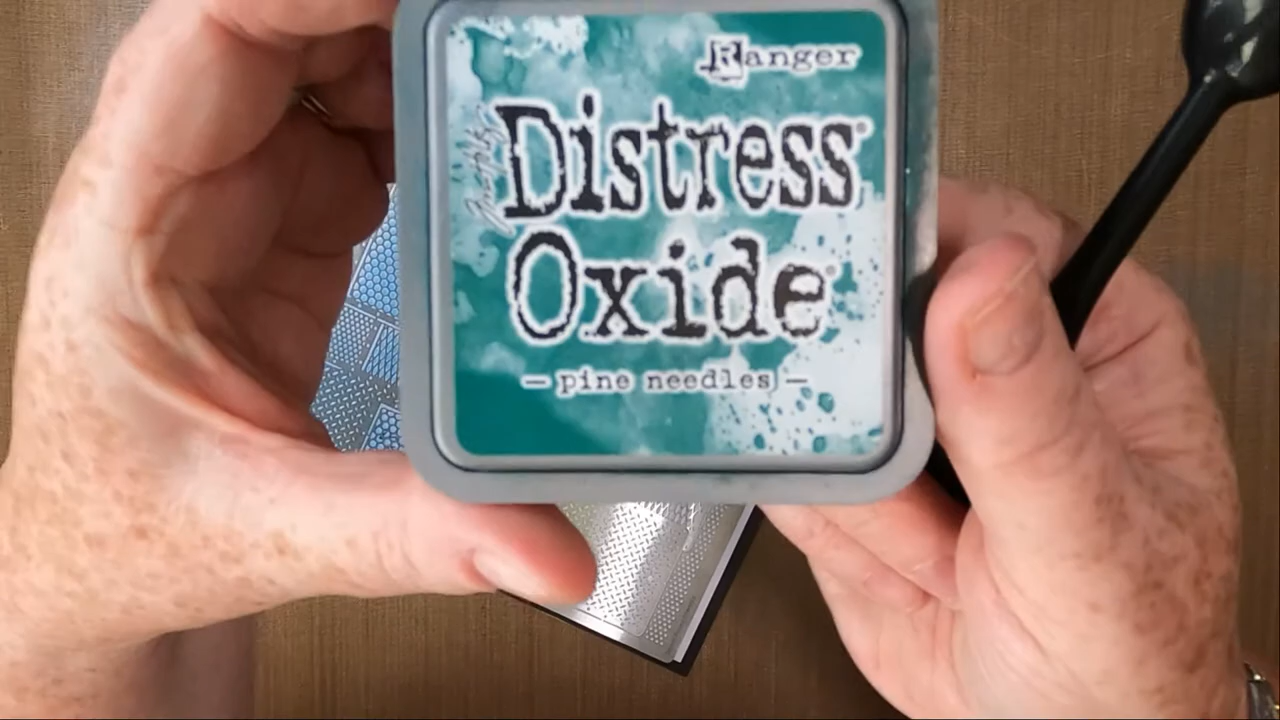 Ranger
Distress®
Oxide®
— pine needles —